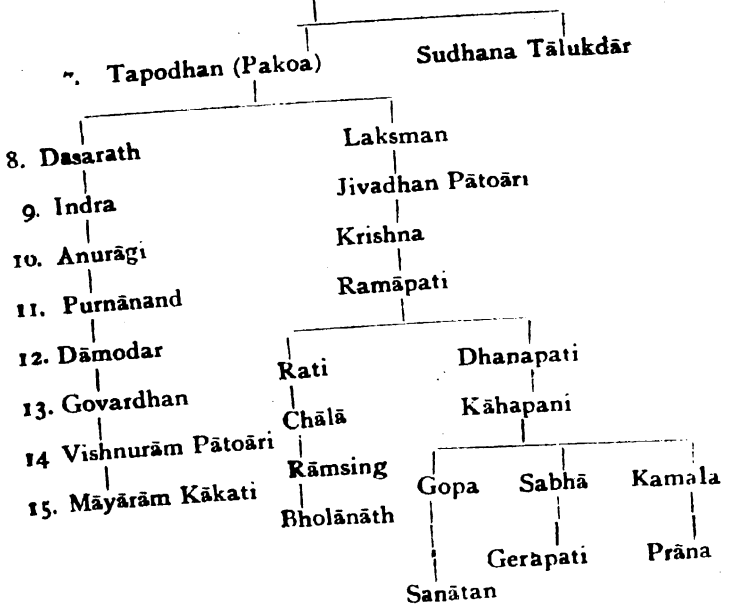 7. Tapodhan (Pakoa) Sudhana Tālukdār
8. Dasarath Laksman
9. Indra Jivadhan Pātoāri
10. Anurāgi Krishna
11. Purnānand Ramāpati
12. Dāmodar Rati Dhanapati
13. Govardhan Chālā Kāhapani
14 Vishnurām Pātoāri Rāmsing Gopa Sabhā Kamala
15. Māyārām Kākati Bholānāth Gerāpati Prāna
Sanātan